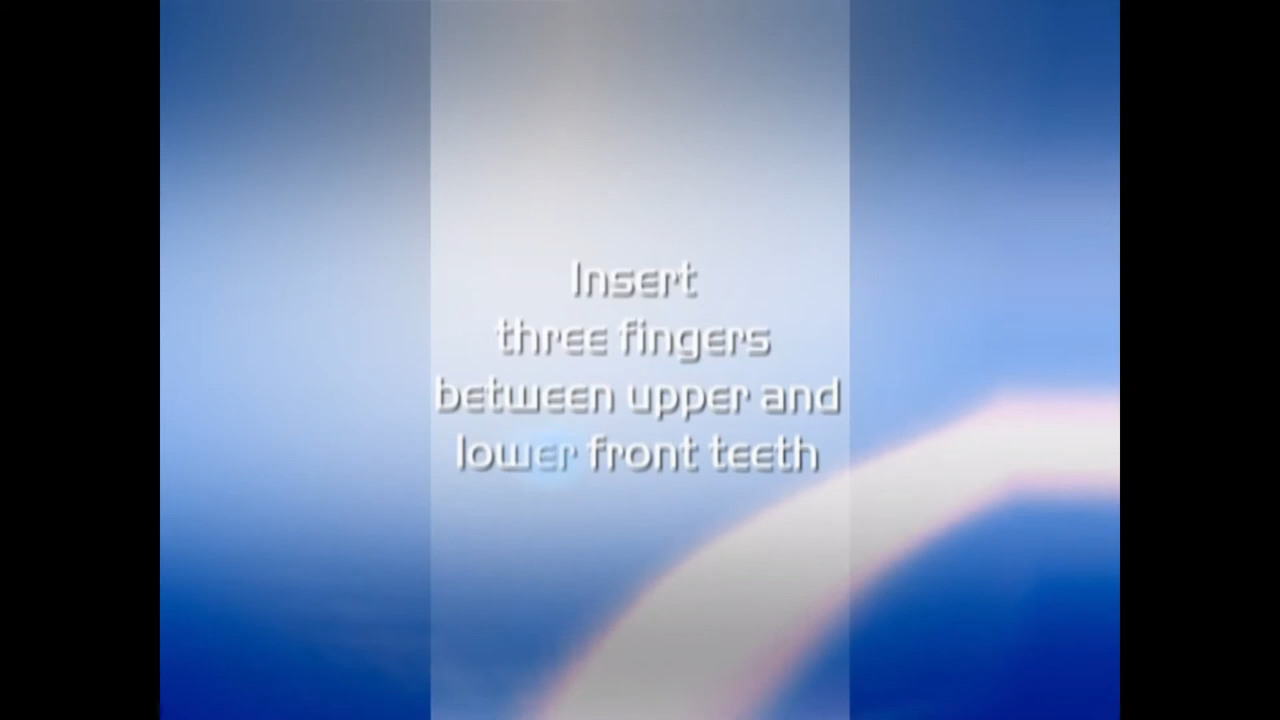 Insert
three fingers
between upper and
lower front teeth